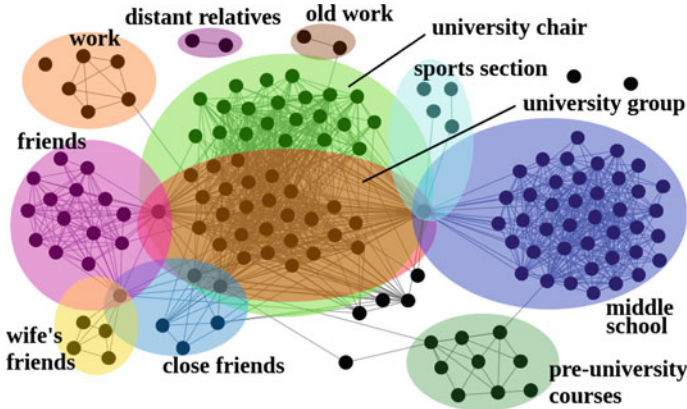 distant relatives
old work
work
university chair
sports section
university group
friends
middle
school
wife's
friends
close friends
pre-university
courses